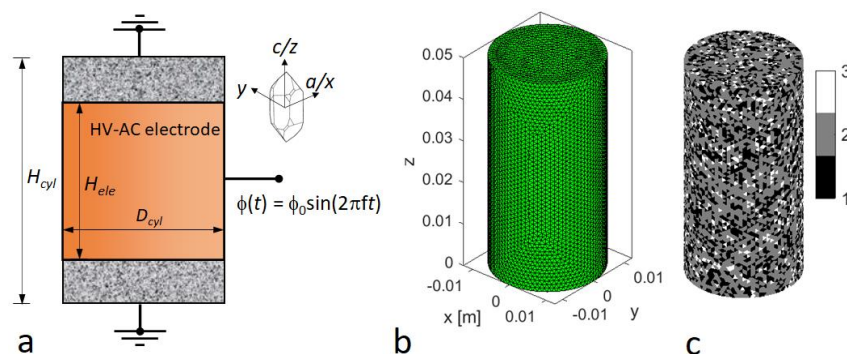 c/z
y
a/x
HV-AC electrode
H_cyl
H_ele
D_cyl
ϕ(t) = ϕ₀sin(2πft)
a
0.05
0.04
0.03
0.02
0.01
0
z
-0.01
0
0.01
x [m]
0.01
0
-0.01
y
b
3
2
1
c